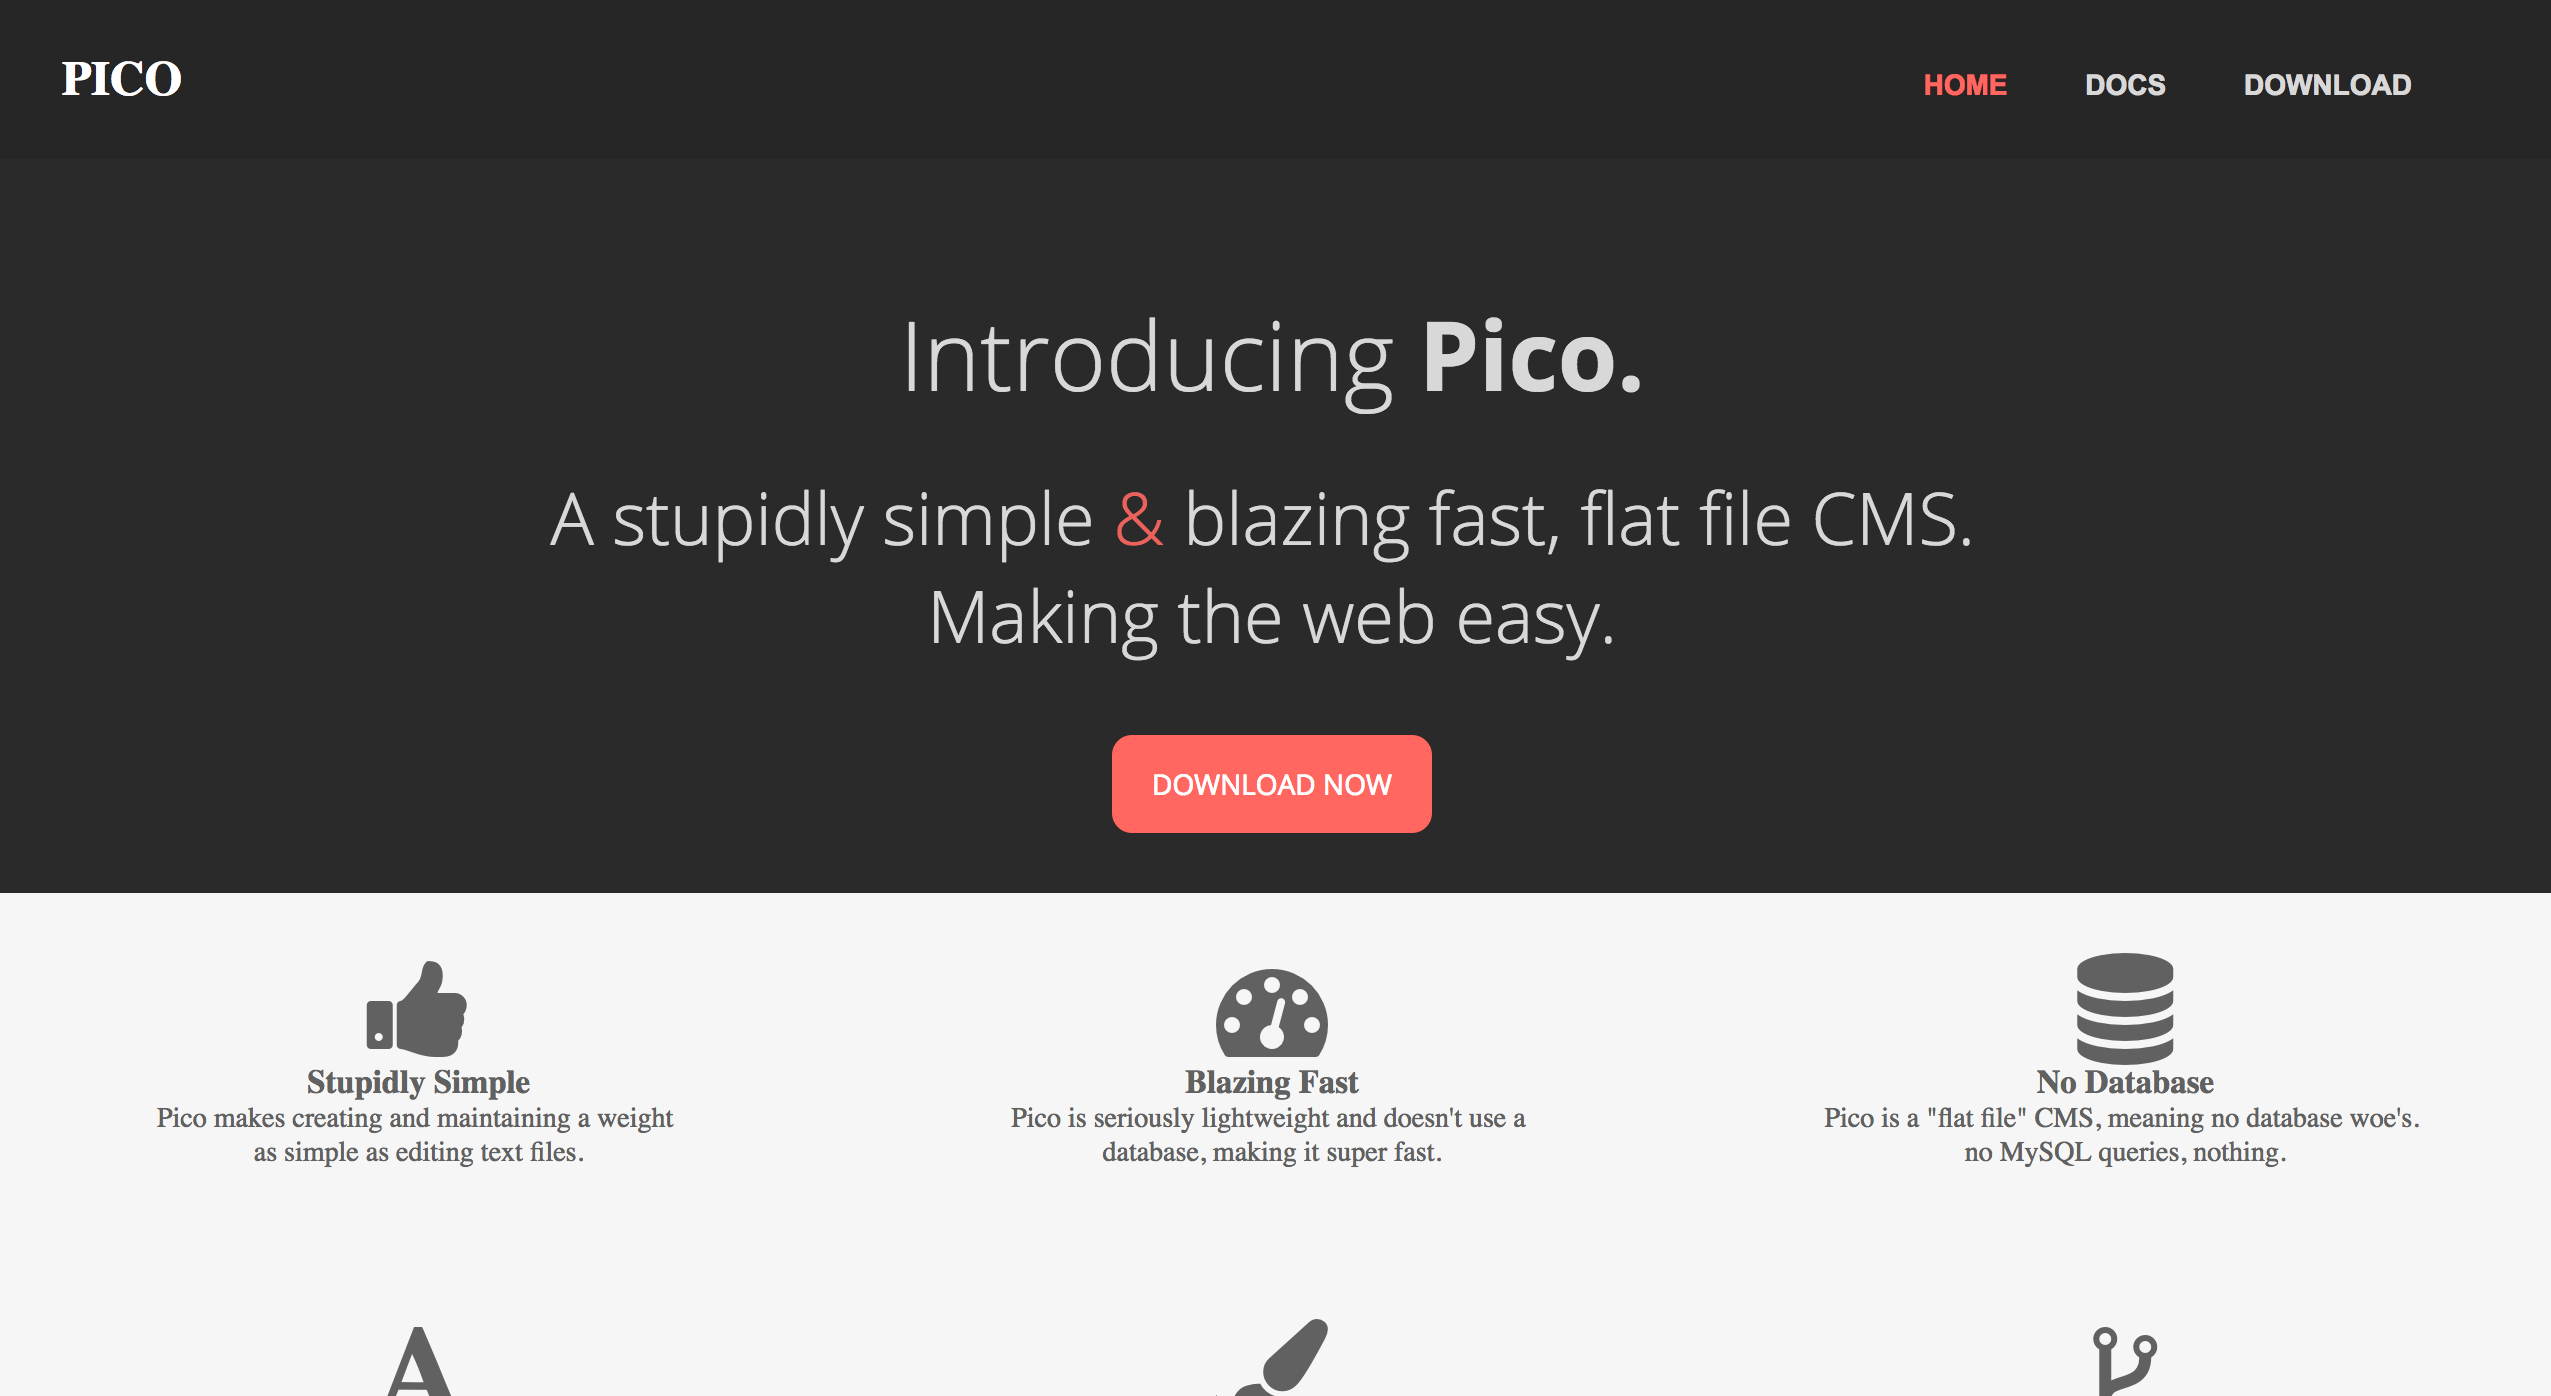 PICO
HOME DOCS DOWNLOAD
Introducing Pico.
A stupidly simple & blazing fast, flat file CMS.
Making the web easy.
DOWNLOAD NOW
Stupidly Simple
Pico makes creating and maintaining a weight
as simple as editing text files.
Blazing Fast
Pico is seriously lightweight and doesn't use a
database, making it super fast.
No Database
Pico is a "flat file" CMS, meaning no database woe's.
no MySQL queries, nothing.